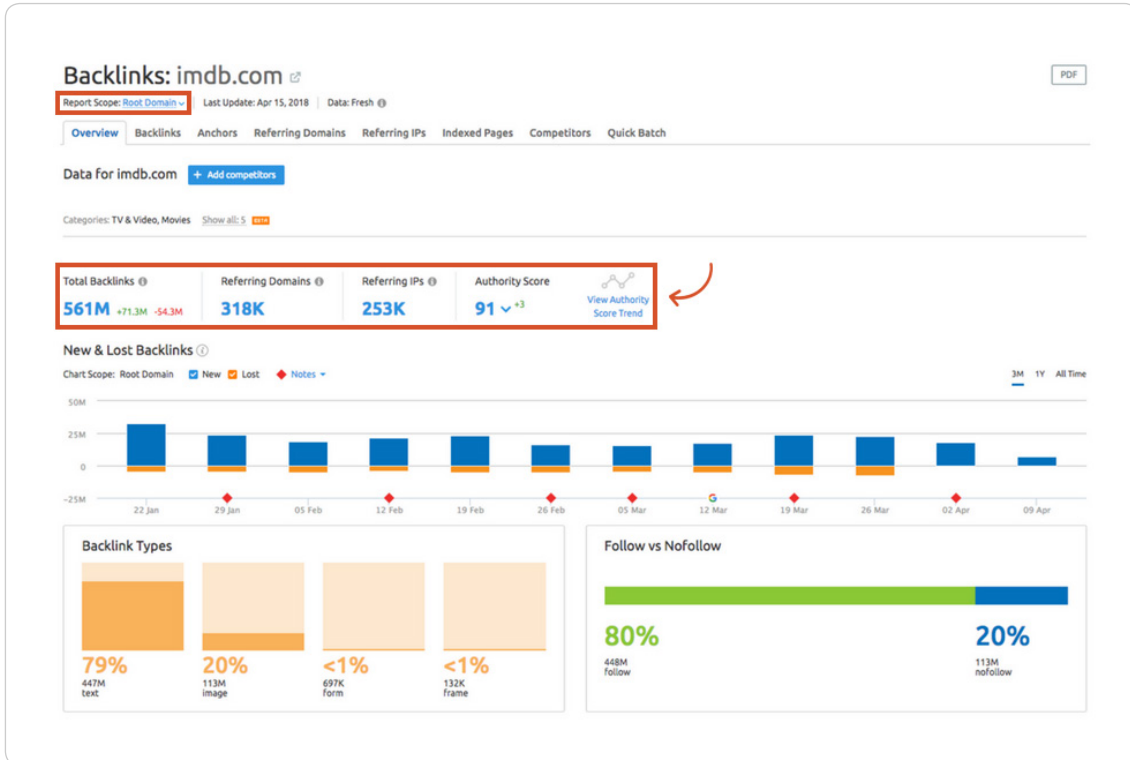 Backlinks: imdb.com
PDF
Report Scope: Root Domain Last Update: Apr 15, 2018 Data: Fresh
Overview Backlinks Anchors Referring Domains Referring IPs Indexed Pages Competitors Quick Batch
Data for imdb.com + Add competitors
Categories: TV & Video, Movies Show all: 5 BETA
Total Backlinks Referring Domains Referring IPs Authority Score
561M +71.3M -54.3M 318K 253K 91 +3
View Authority
Score Trend
New & Lost Backlinks
Chart Scope: Root Domain New Lost Notes 3M 1Y All Time
50M
25M
0
-25M
22 Jan 29 Jan 05 Feb 12 Feb 19 Feb 26 Feb 05 Mar 12 Mar 19 Mar 26 Mar 02 Apr 09 Apr
Backlink Types
79% 20% <1% <1%
447M 113M 697K 132K
text image form frame
Follow vs Nofollow
80% 20%
448M 113M
follow nofollow